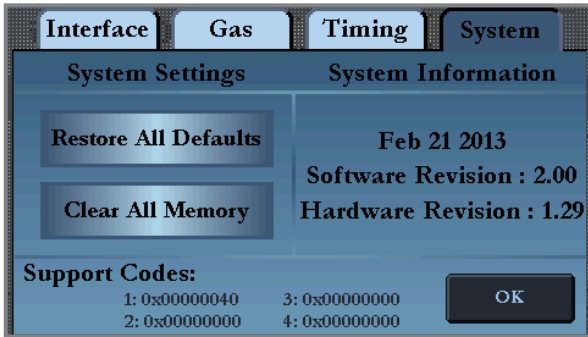 Interface Gas Timing System
System Settings System Information
Restore All Defaults
Clear All Memory
Feb 21 2013
Software Revision : 2.00
Hardware Revision : 1.29
Support Codes:
1: 0x00000040 3: 0x00000000
2: 0x00000000 4: 0x00000000
OK